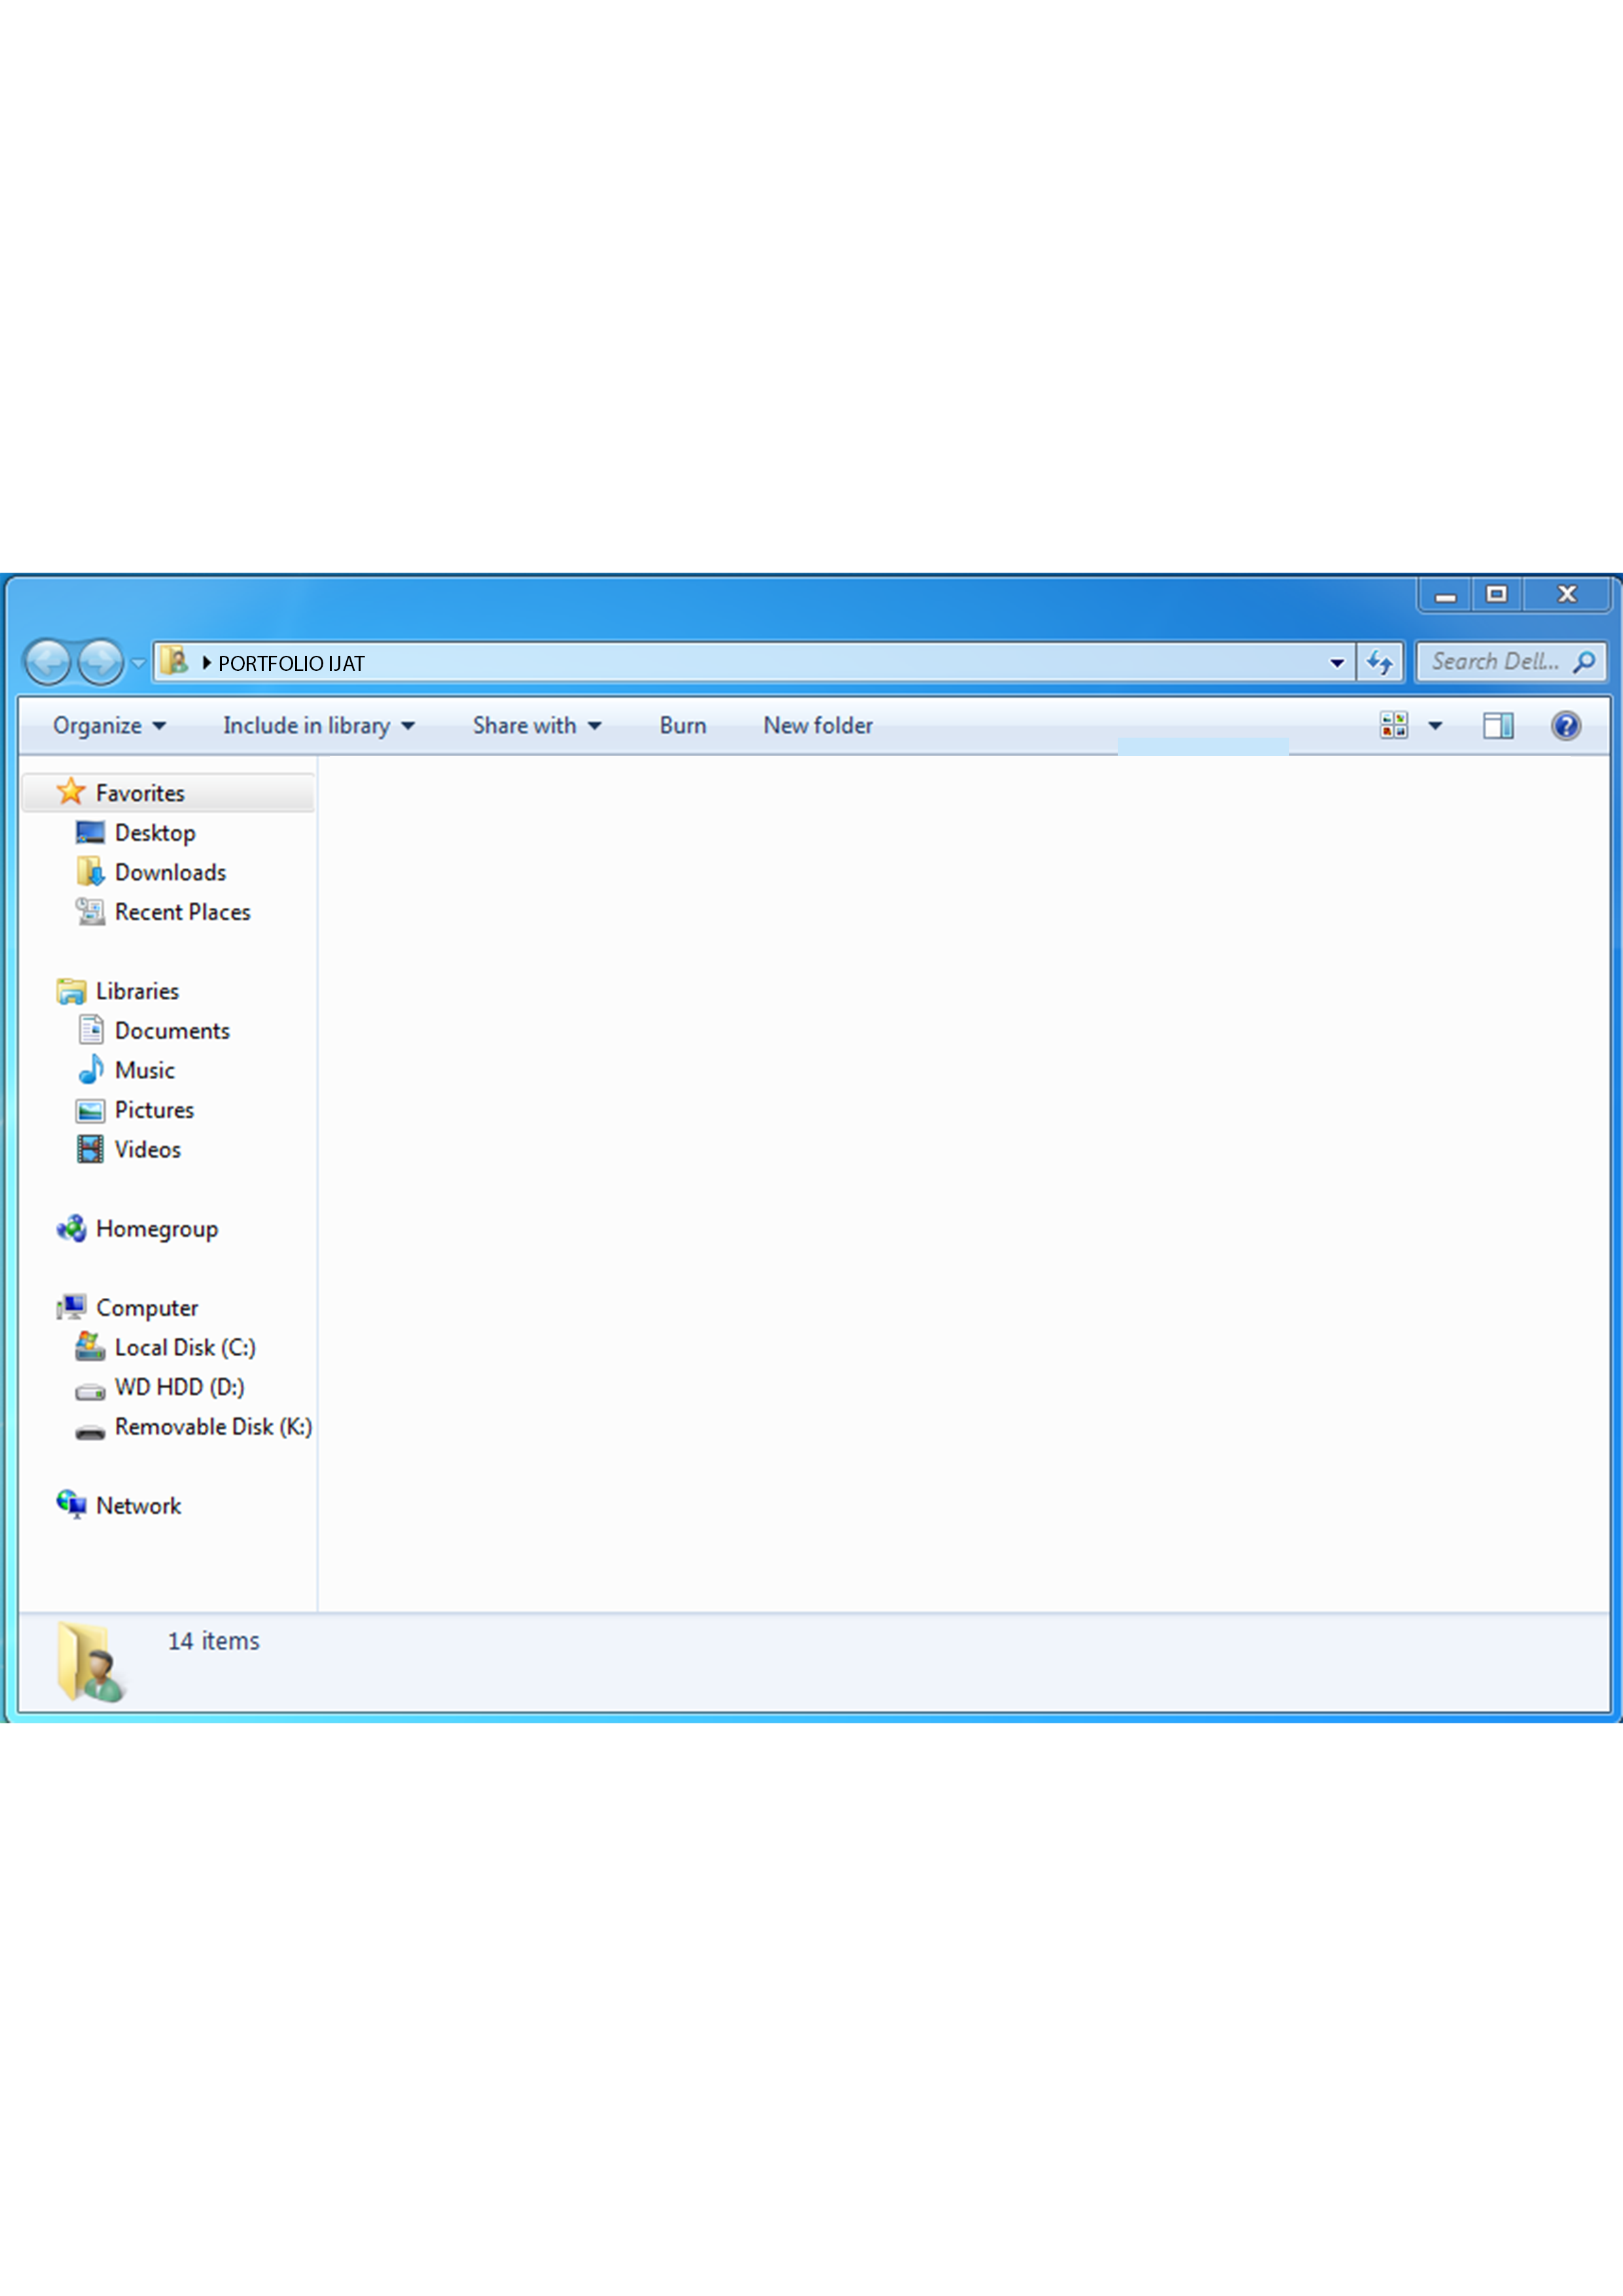 PORTFOLIO IJAT
Search Dell...
Organize Include in library Share with Burn New folder
Favorites
Desktop
Downloads
Recent Places
Libraries
Documents
Music
Pictures
Videos
Homegroup
Computer
Local Disk (C:)
WD HDD (D:)
Removable Disk (K:)
Network
14 items